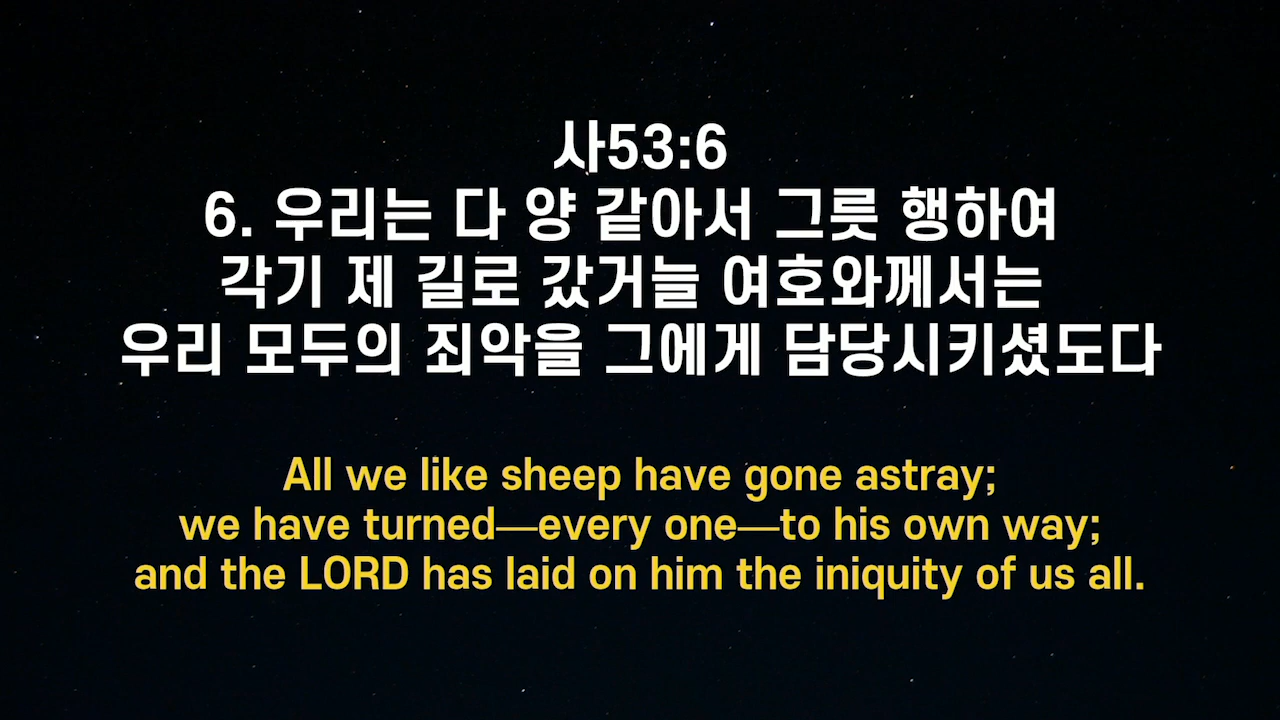 사53:6
6. 우리는 다 양 같아서 그릇 행하여
각기 제 길로 갔거늘 여호와께서는
우리 모두의 죄악을 그에게 담당시키셨도다
All we like sheep have gone astray;
we have turned—every one—to his own way;
and the LORD has laid on him the iniquity of us all.